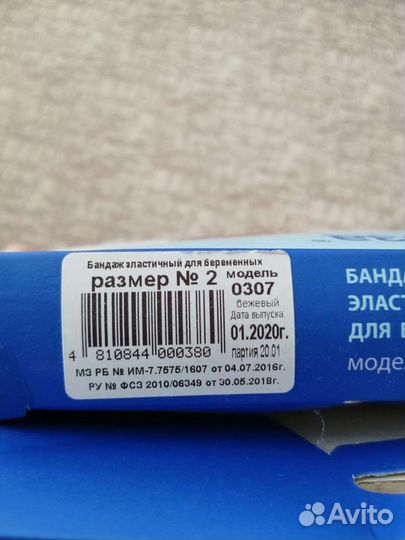 Бандаж эластичный для беременных
размер № 2
модель
0307
бежевый
Дата выпуска:
01.2020г.
партия 20.01
4 810844 000380
МЗ РБ № ИМ-7.7575/1607 от 04.07.2016г.
РУ № ФСЗ 2010/06349 от 30.05.2018г.
БАНДА
ЭЛАСТ
ДЛЯ Б
модел
Avito